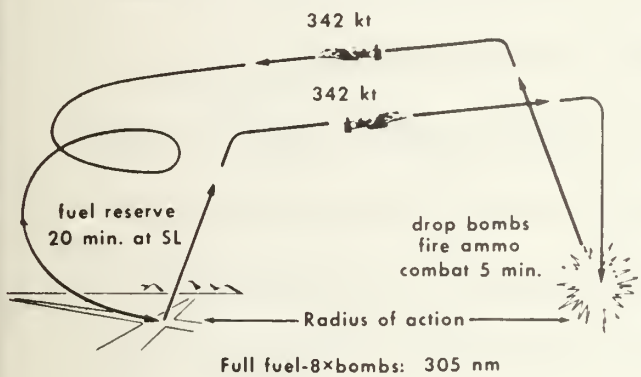 342 kt
342 kt
fuel reserve
20 min. at SL
drop bombs
fire ammo
combat 5 min.
Radius of action
Full fuel-8×bombs: 305 nm